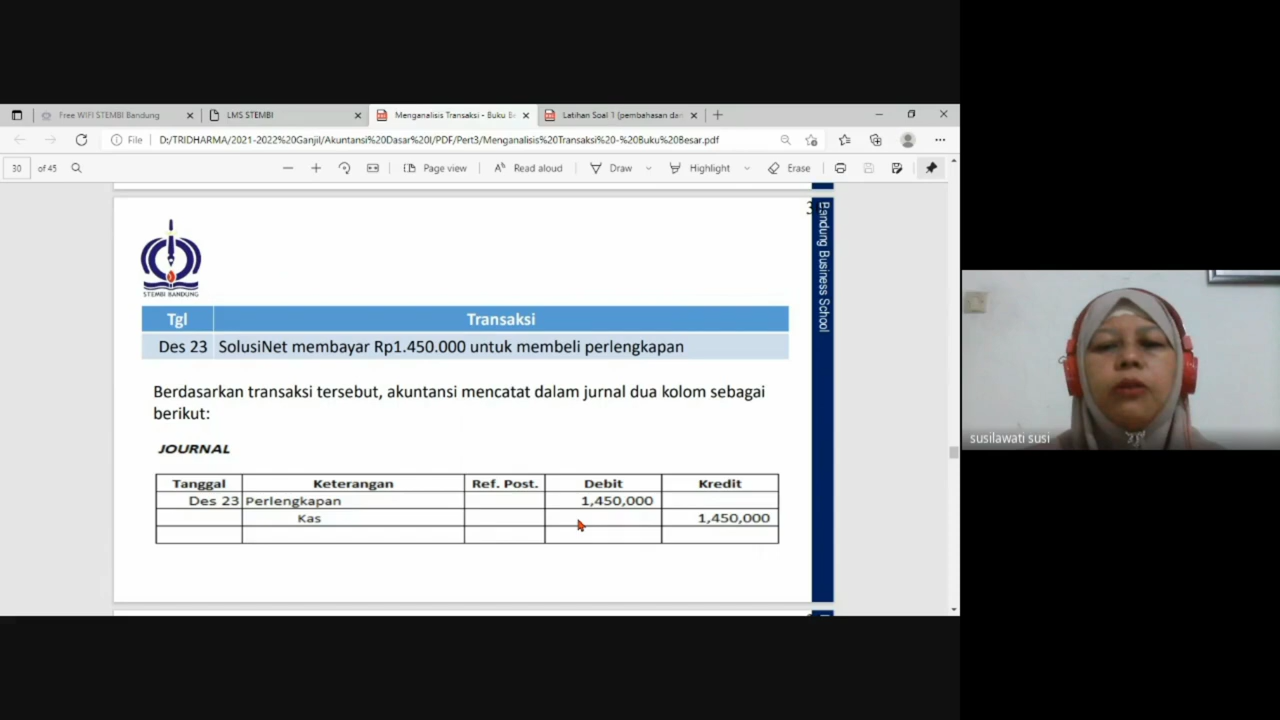 Free WIFI STEMBI Bandung
LMS STEMBI
Menganalisis Transaksi - Buku Be
Latihan Soal 1 (pembahasan dan
File
D:/TRIDHARMA/2021-2022%20Ganjil/Akuntansi%20Dasar%20I/PDF/Pert3/Menganalisis%20Transaksi%20-%20Buku%20Besar.pdf
30 of 45
Page view
Read aloud
Draw
Highlight
Erase
Bandung Business School
STEMBI BANDUNG
Tgl Transaksi
Des 23 SolusiNet membayar Rp1.450.000 untuk membeli perlengkapan
Berdasarkan transaksi tersebut, akuntansi mencatat dalam jurnal dua kolom sebagai
berikut:
JOURNAL
Tanggal Keterangan Ref. Post. Debit Kredit
Des 23 Perlengkapan 1,450,000
Kas 1,450,000
susilawati susi